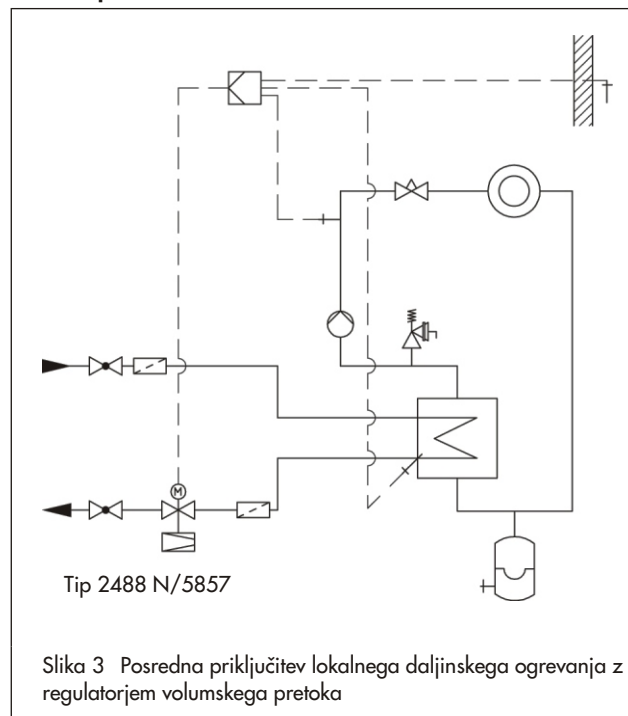 M
Tip 2488 N/5857
Slika 3 Posredna priključitev lokalnega daljinskega ogrevanja z
regulatorjem volumskega pretoka